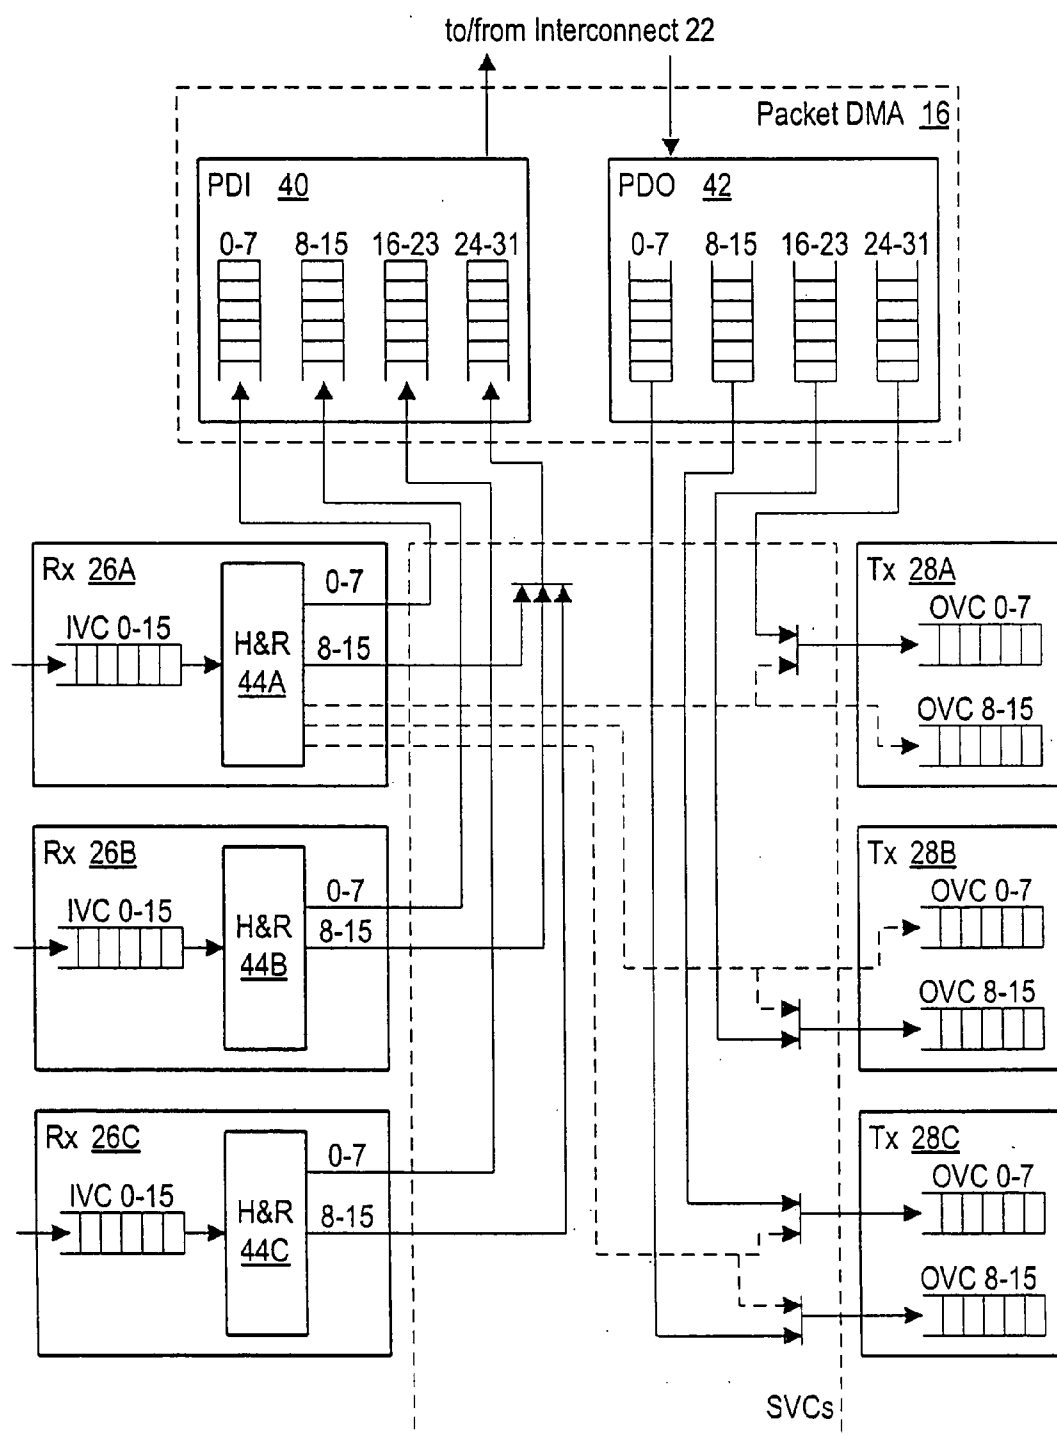 to/from Interconnect 22
Packet DMA 16
PDI 40
PDO 42
0-7 8-15 16-23 24-31
0-7 8-15 16-23 24-31
Rx 26A
IVC 0-15
H&R
44A
0-7
8-15
Tx 28A
OVC 0-7
OVC 8-15
Rx 26B
IVC 0-15
H&R
44B
0-7
8-15
Tx 28B
OVC 0-7
OVC 8-15
Rx 26C
IVC 0-15
H&R
44C
0-7
8-15
Tx 28C
OVC 0-7
OVC 8-15
SVCs